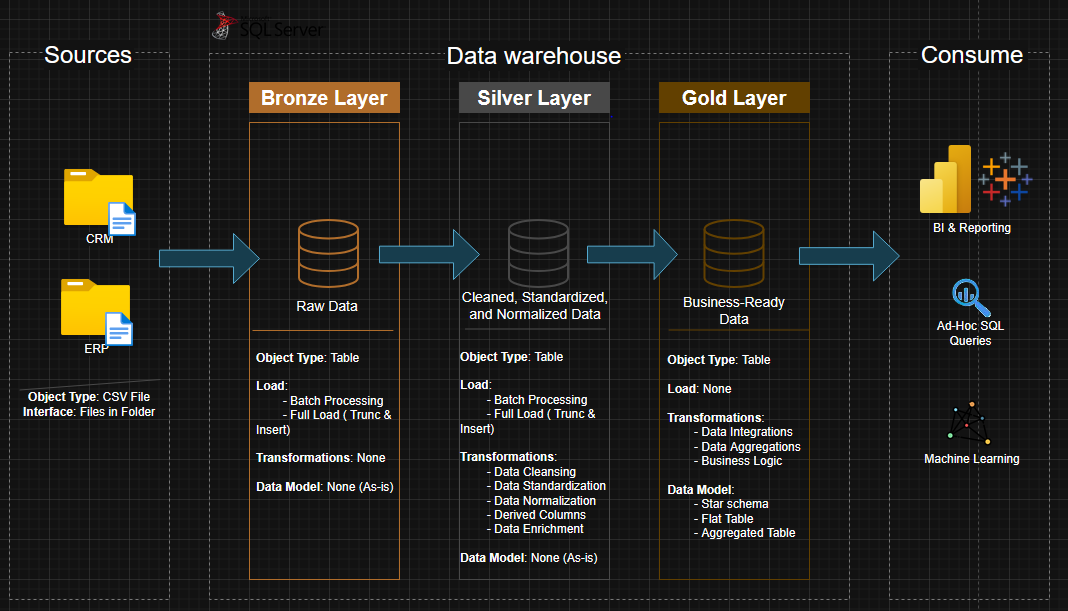 SQLServer
Sources
Data warehouse
Consume
Bronze Layer
Silver Layer
Gold Layer
CRM
ERP
Object Type: CSV File
Interface: Files in Folder
Raw Data
Object Type: Table
Load:
- Batch Processing
- Full Load ( Trunc &
Insert)
Transformations: None
Data Model: None (As-is)
Cleaned, Standardized,
and Normalized Data
Object Type: Table
Load:
- Batch Processing
- Full Load ( Trunc &
Insert)
Transformations:
- Data Cleansing
- Data Standardization
- Data Normalization
- Derived Columns
- Data Enrichment
Data Model: None (As-is)
Business-Ready
Data
Object Type: Table
Load: None
Transformations:
- Data Integrations
- Data Aggregations
- Business Logic
Data Model:
- Star schema
- Flat Table
- Aggregated Table
BI & Reporting
Ad-Hoc SQL
Queries
Machine Learning